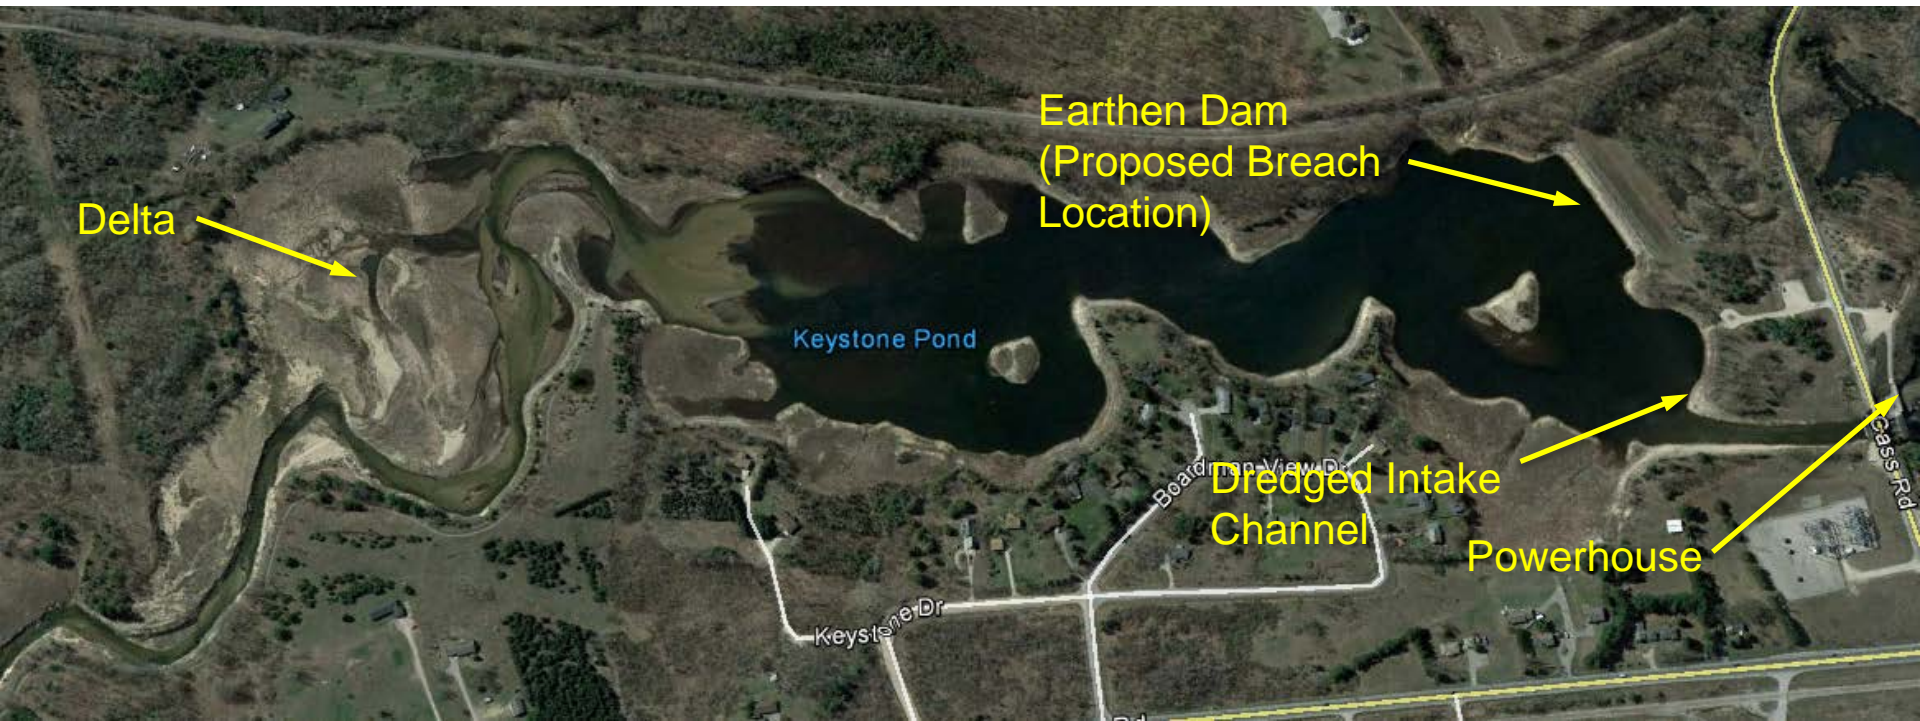 Earthen Dam
(Proposed Breach
Location)
Delta
Keystone Pond
Boardman View Dr
Dredged Intake
Channel
Cass Rd
Powerhouse
Keystone Dr
Rd